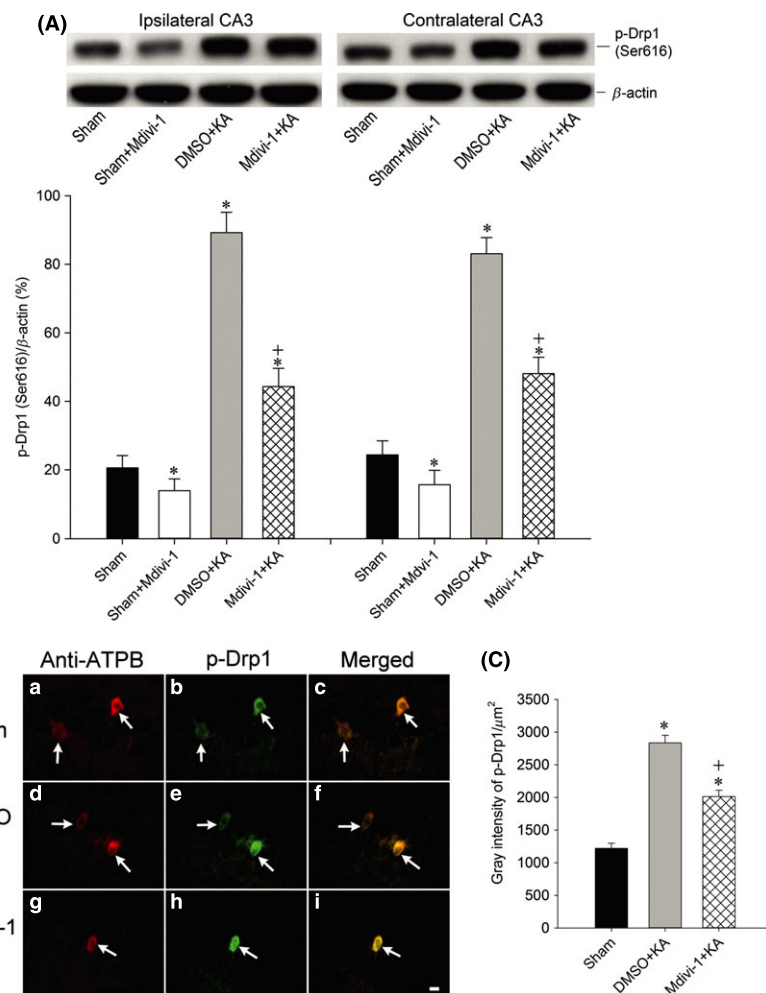 (A)
Ipsilateral CA3
Contralateral CA3
p-Drp1
(Ser616)
β-actin
Sham
Sham+Mdivi-1
DMSO+KA
Mdivi-1+KA
Sham
Sham+Mdivi-1
DMSO+KA
Mdivi-1+KA
p-Drp1 (Ser616)/β-actin (%)
100
80
60
40
20
0
*
*
+
*
*
*
+
*
*
Sham
Sham+Mdivi-1
DMSO+KA
Mdivi-1+KA
Sham
Sham+Mdivi-1
DMSO+KA
Mdivi-1+KA
Anti-ATPB
p-Drp1
Merged
a
b
c
d
e
f
g
h
i
O
-1
(C)
Gray intensity of p-Drp1/μm²
3500
3000
2500
2000
1500
1000
500
0
*
+
*
Sham
DMSO+KA
Mdivi-1+KA